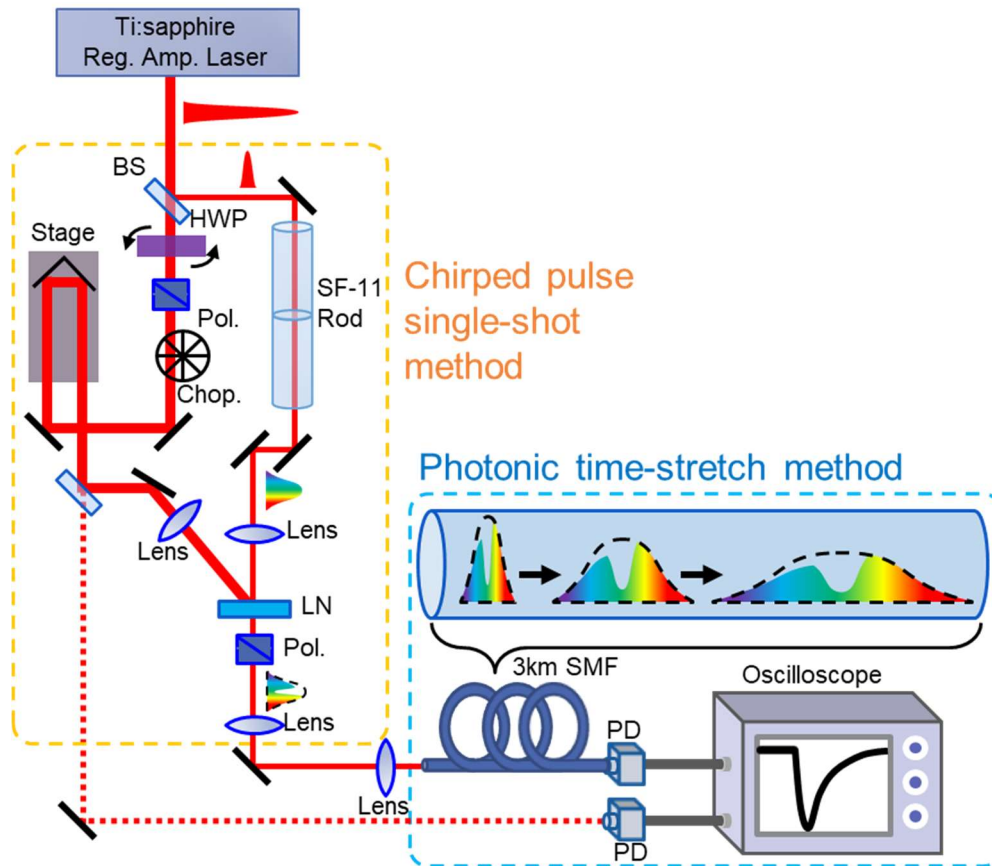 Ti:sapphire
Reg. Amp. Laser
BS
HWP
Stage
SF-11
Rod
Pol.
Chop.
Chirped pulse
single-shot
method
Photonic time-stretch method
Lens
Lens
LN
Pol.
3km SMF
Oscilloscope
Lens
PD
Lens
PD